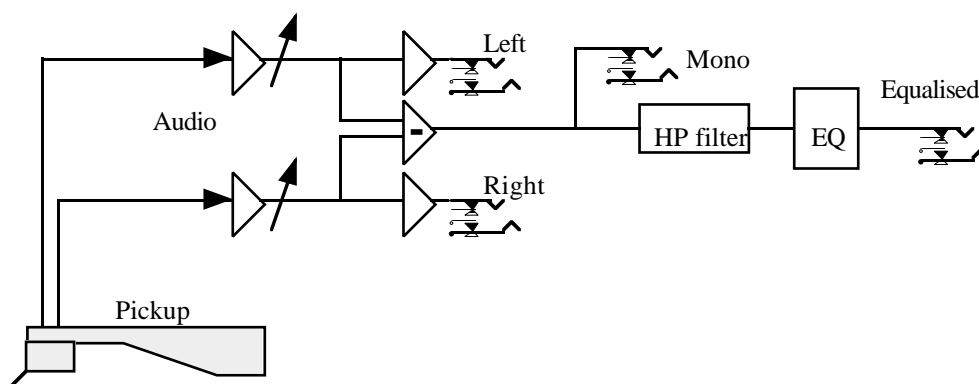 Left
Mono
Equalised
Audio
-
HP filter
EQ
Right
Pickup